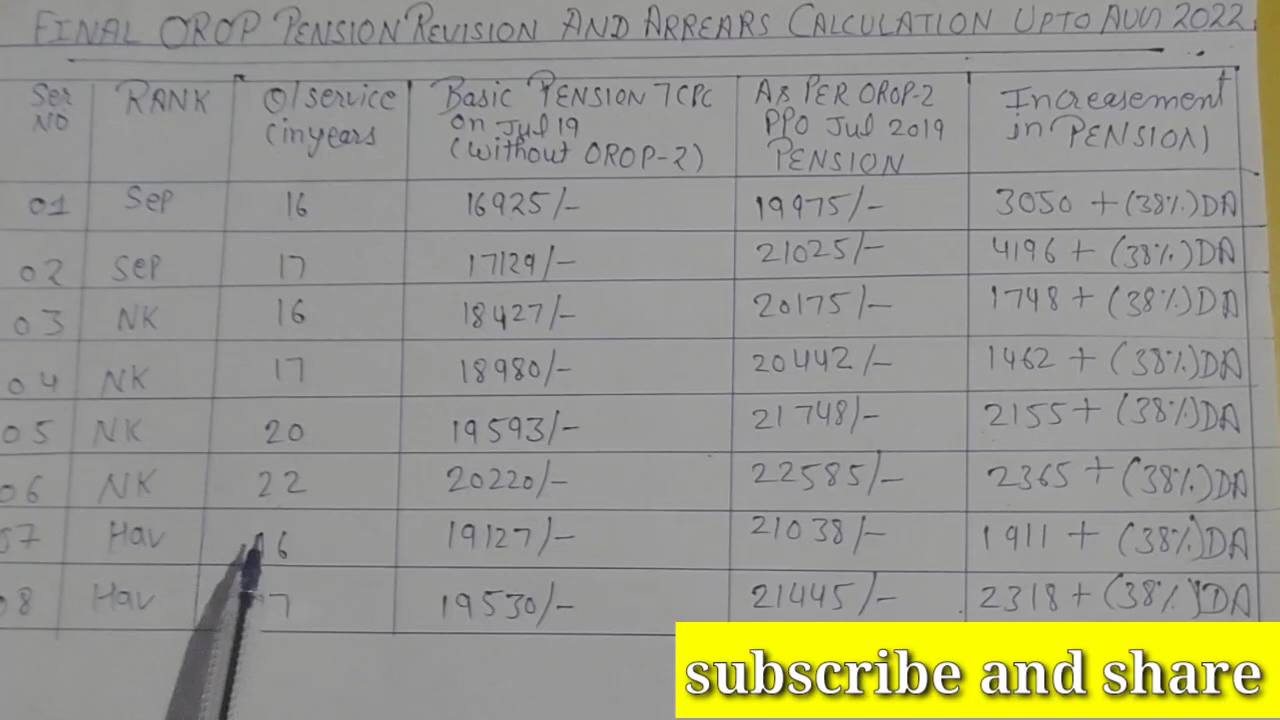 FINAL OROP PENSION REVISION AND ARREARS CALCULATION UPTO AUG 2022
Ser NO RANK Q/service (in years Basic PENSION 7CPC on Jul 19 (without OROP-2) As PER OROP-2 PPO Jul 2019 PENSION Increasement in PENSION)
01 Sep 16 16925/- 19975/- 3050 + (38%)DA
02 Sep 17 17129/- 21025/- 4196 + (38%)DA
03 NK 16 18427/- 20175/- 1748 + (38%)DA
04 NK 17 18980/- 20442/- 1462 + (38%)DA
05 NK 20 19593/- 21748/- 2155 + (38%)DA
06 NK 22 20220/- 22585/- 2365 + (38%)DA
07 Hav 16 19127/- 21038/- 1911 + (38%)DA
08 Hav 7 19530/- 21445/- 2318 + (38%)DA
subscribe and share